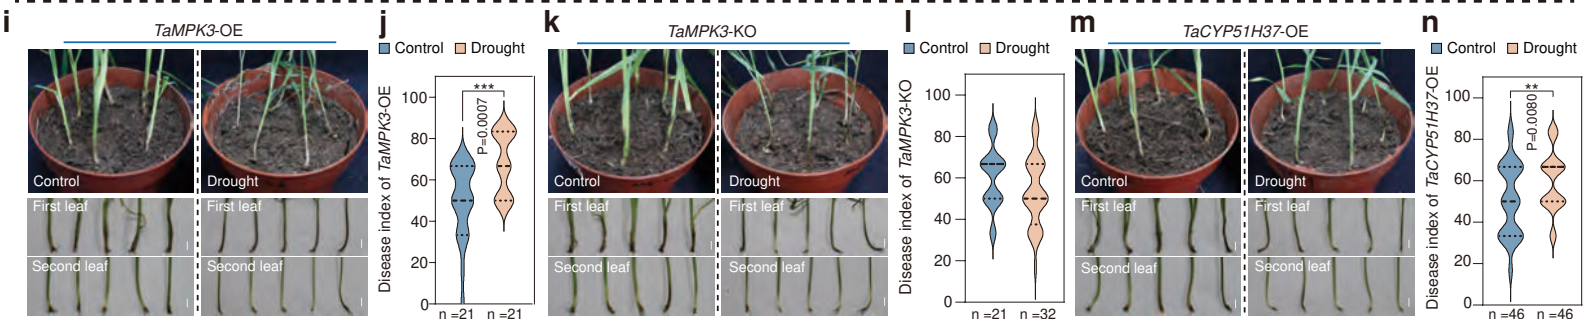 i
TaMPK3-OE
Control
Drought
First leaf
First leaf
Second leaf
Second leaf
j
Control Drought
Disease index of TaMPK3-OE
100
80
60
40
20
0
***
P=0.0007
n =21 n =21
k
TaMPK3-KO
Control
Drought
First leaf
First leaf
Second leaf
Second leaf
l
Control Drought
Disease index of TaMPK3-KO
100
80
60
40
20
0
n =21 n =32
m
TaCYP51H37-OE
Control
Drought
First leaf
First leaf
Second leaf
Second leaf
n
Control Drought
Disease index of TaCYP51H37-OE
100
80
60
40
20
0
**
P=0.0080
n =46 n =46